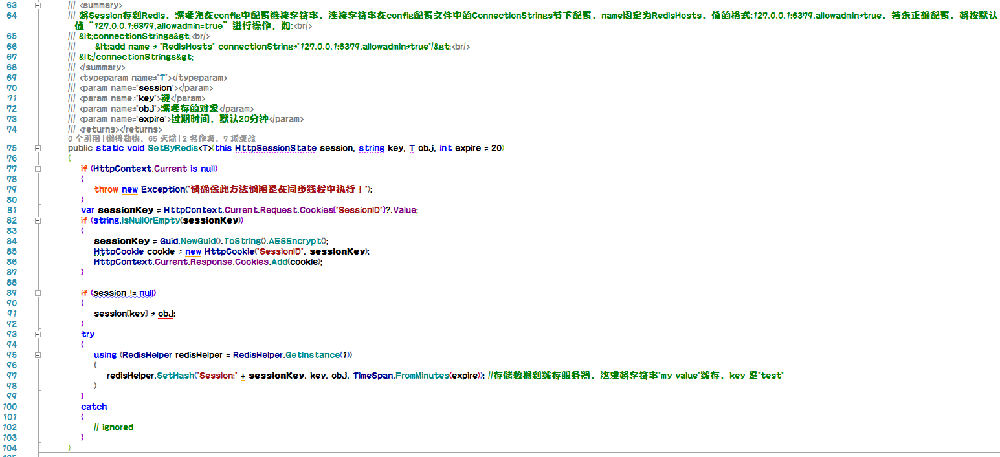 63 /// <summary>
64 /// 将Session存到Redis，需要先在config中配置链接字符串，连接字符串在config配置文件中的ConnectionStrings节下配置，name固定为RedisHosts，值的格式:127.0.0.1:6379,allowadmin=true，若未正确配置，将按默认
值“127.0.0.1:6379,allowadmin=true”进行操作，如:<br/>
65 /// &lt;connectionStrings&gt;<br/>
66 /// &lt;add name = "RedisHosts" connectionString="127.0.0.1:6379,allowadmin=true"/&gt;<br/>
67 /// &lt;/connectionStrings&gt;
68 /// </summary>
69 /// <typeparam name="T"></typeparam>
70 /// <param name="session"></param>
71 /// <param name="key">键</param>
72 /// <param name="obj">需要存的对象</param>
73 /// <param name="expire">过期时间，默认20分钟</param>
74 /// <returns></returns>
0 个引用 | 懒得勤快，65 天前 | 2 名作者，7 项更改
75 public static void SetByRedis<T>(this HttpSessionState session, string key, T obj, int expire = 20)
76 {
77 if (HttpContext.Current is null)
78 {
79 throw new Exception("请确保此方法调用是在同步线程中执行！");
80 }
81 var sessionKey = HttpContext.Current.Request.Cookies["SessionID"]?.Value;
82 if (string.IsNullOrEmpty(sessionKey))
83 {
84 sessionKey = Guid.NewGuid().ToString().AESEncrypt();
85 HttpCookie cookie = new HttpCookie("SessionID", sessionKey);
86 HttpContext.Current.Response.Cookies.Add(cookie);
87 }
88
89 if (session != null)
90 {
91 session[key] = obj;
92 }
93 try
94 {
95 using (RedisHelper redisHelper = RedisHelper.GetInstance(1))
96 {
97 redisHelper.SetHash("Session:" + sessionKey, key, obj, TimeSpan.FromMinutes(expire)); //存储数据到缓存服务器，这里将字符串"my value"缓存，key 是"test"
98 }
99 }
100 catch
101 {
102 // ignored
103 }
104 }